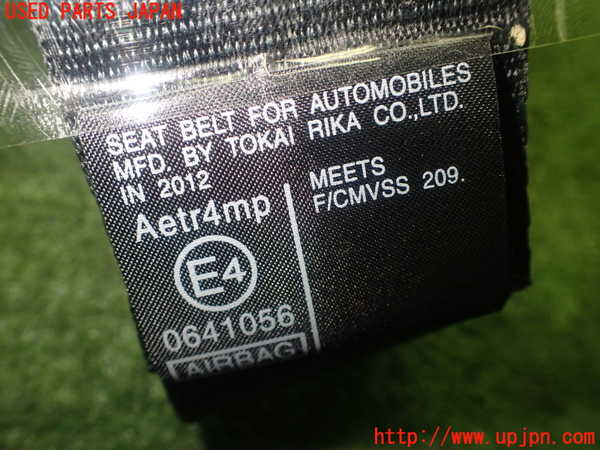 USED PARTS JAPAN
SEAT BELT FOR AUTOMOBILES
MFD. BY TOKAI RIKA CO.,LTD.
IN 2012
Aetr4mp
E4
0641056
AIRBAG
MEETS
F/CMVSS 209.
http://www.upjpn.com/